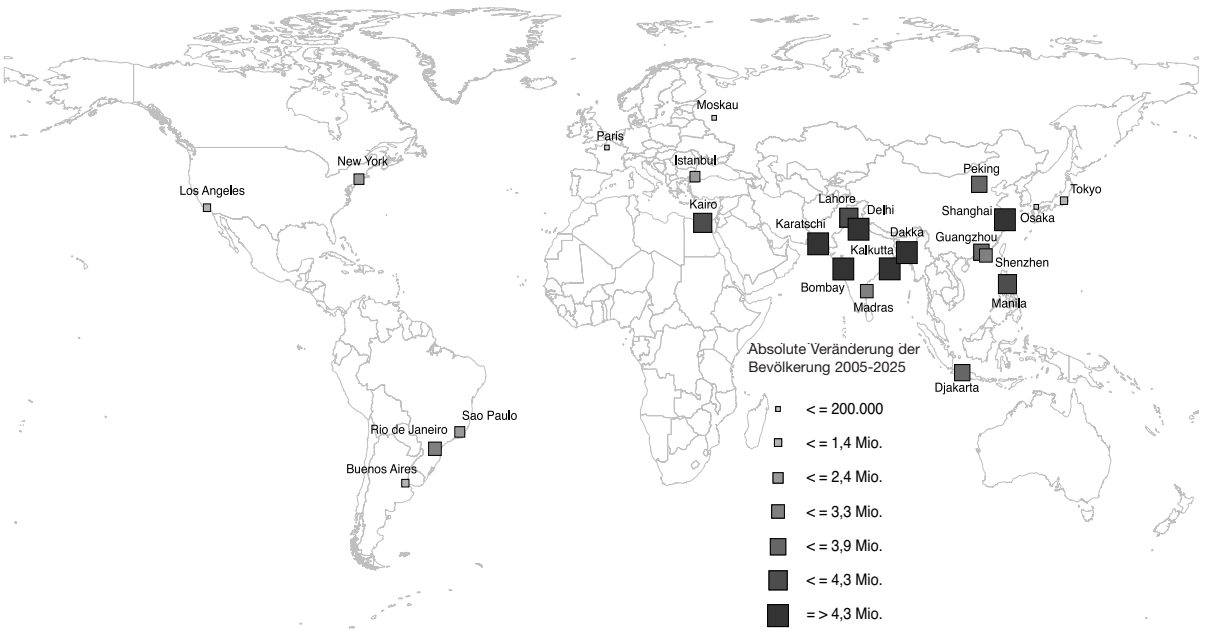 Moskau
Paris
New York
Istanbul
Los Angeles
Peking
Tokyo
Kairo
Lahore
Delhi
Shanghai
Osaka
Karatschi
Dakka
Guangzhou
Kalkutta
Shenzhen
Bombay
Madras
Manila
Absolute Veränderung der
Bevölkerung 2005-2025
Djakarta
< = 200.000
Sao Paulo
Rio de Janeiro
< = 1,4 Mio.
Buenos Aires
< = 2,4 Mio.
< = 3,3 Mio.
< = 3,9 Mio.
< = 4,3 Mio.
= > 4,3 Mio.